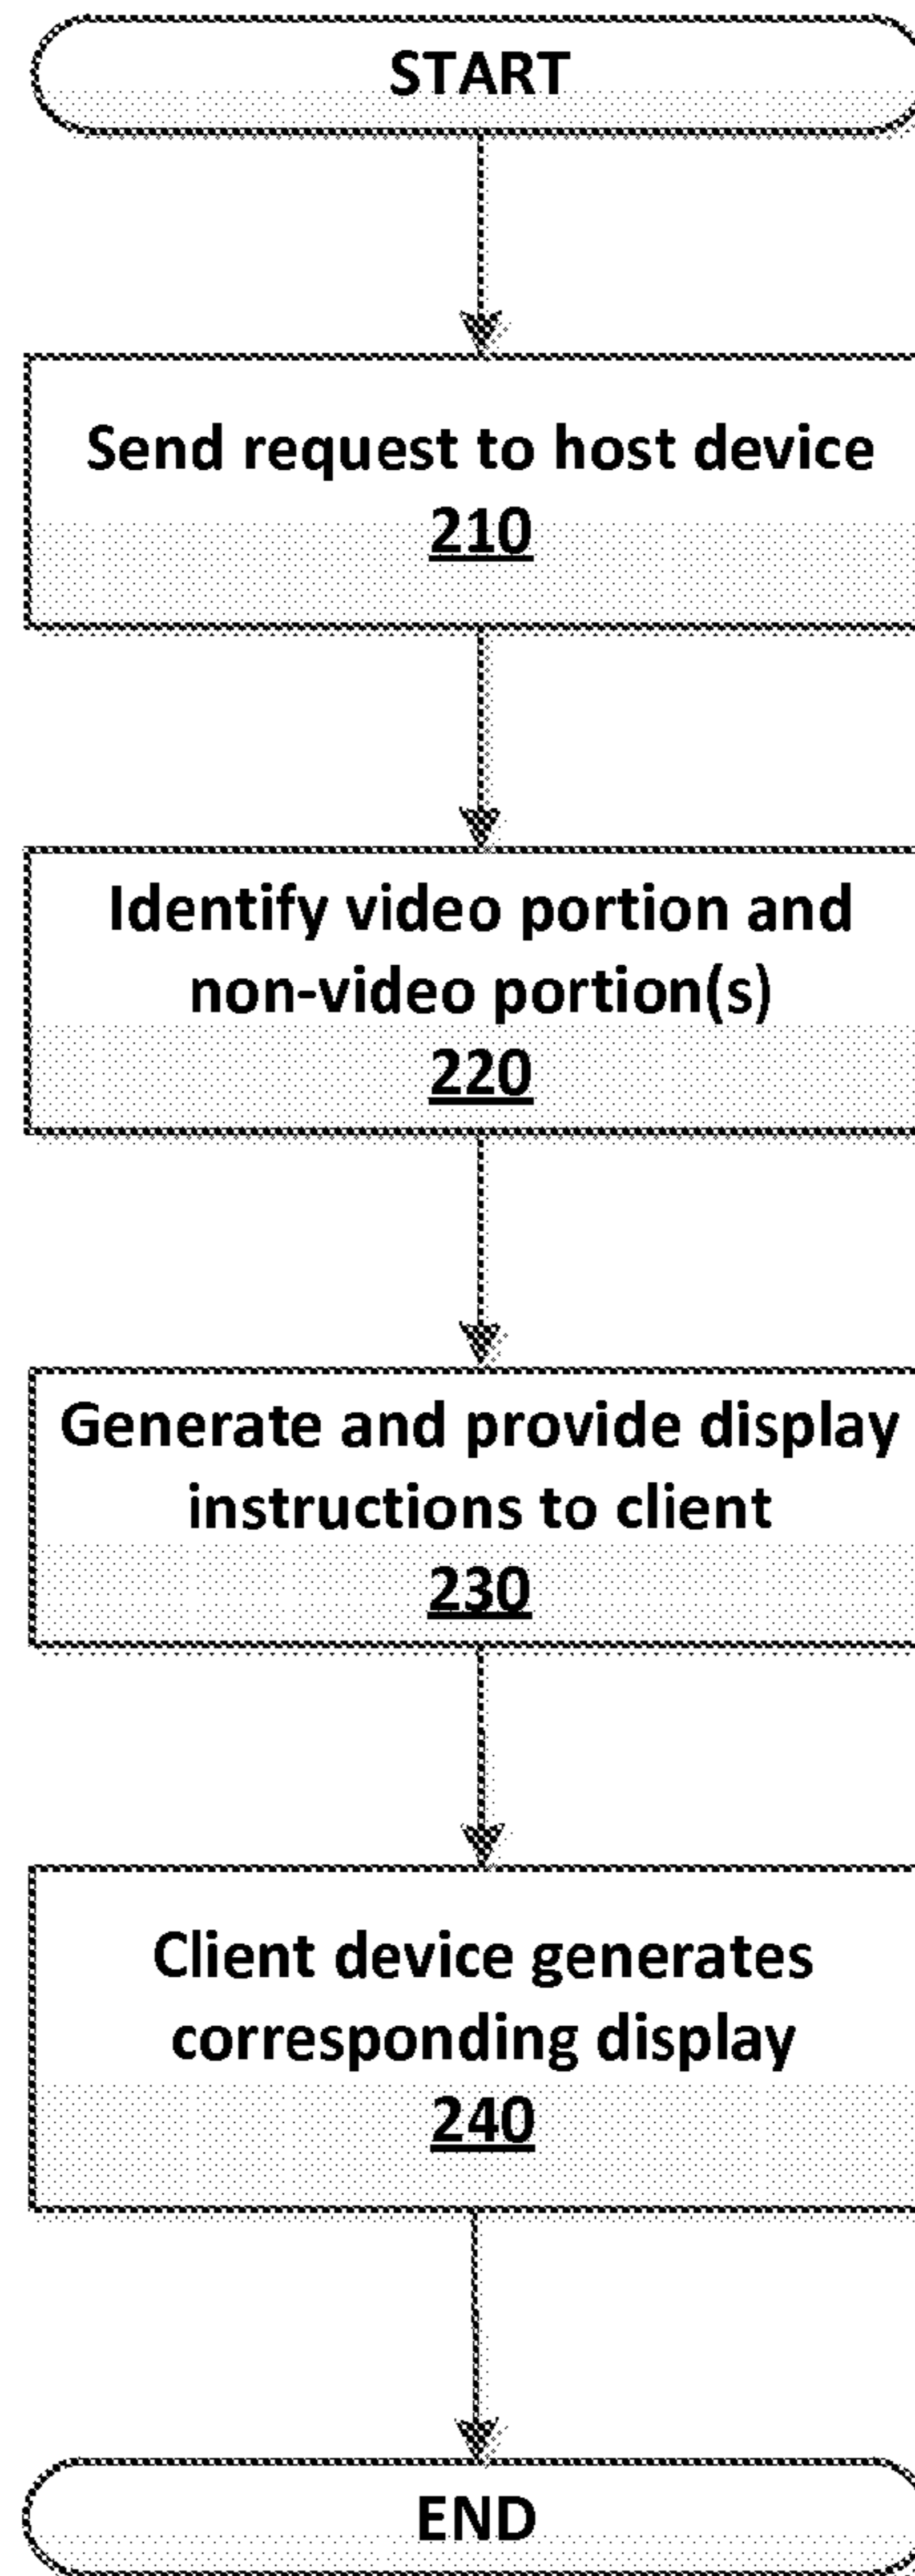 START
Send request to host device
210
Identify video portion and
non-video portion(s)
220
Generate and provide display
instructions to client
230
Client device generates
corresponding display
240
END